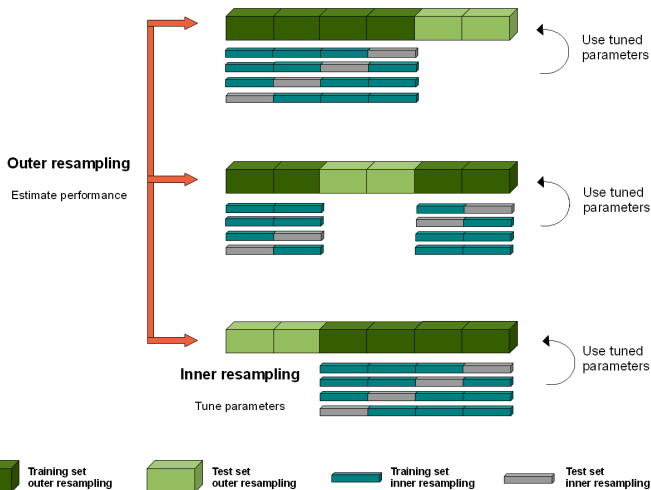 Use tuned
parameters
Outer resampling
Estimate performance
Use tuned
parameters
Inner resampling
Tune parameters
Use tuned
parameters
Training set
outer resampling
Test set
outer resampling
Training set
inner resampling
Test set
inner resampling